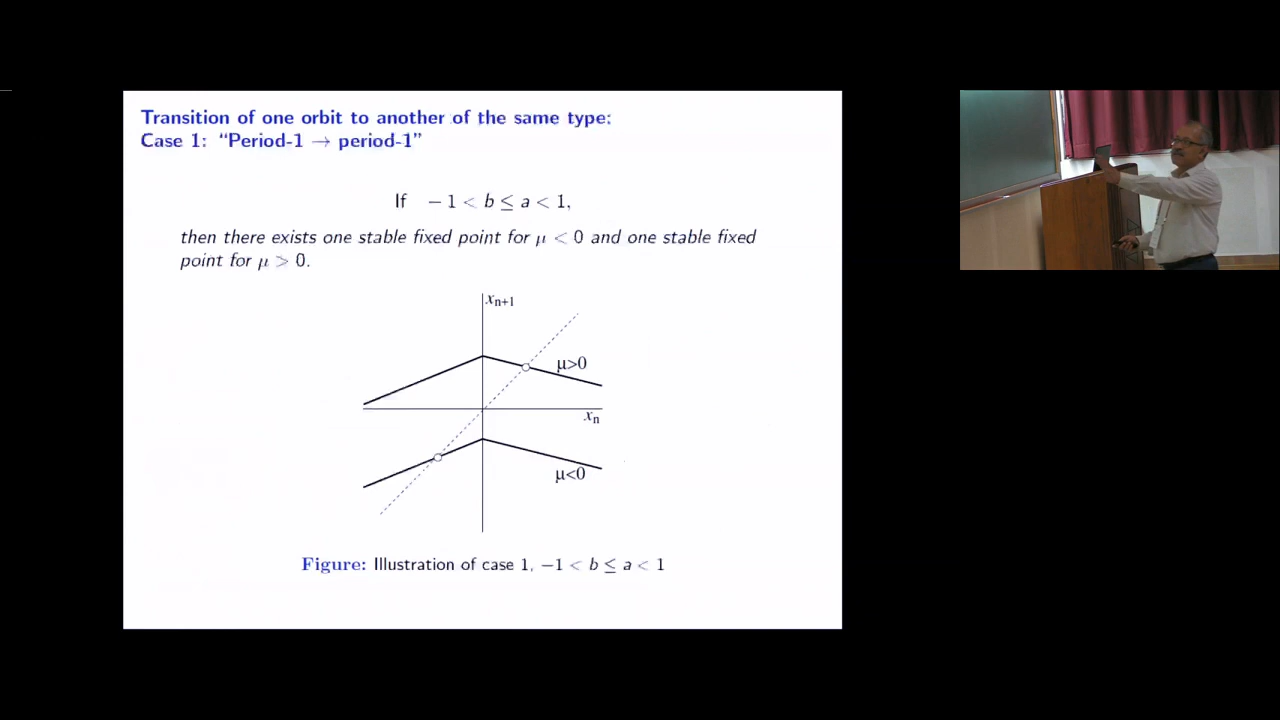 Transition of one orbit to another of the same type:
Case 1: “Period-1 → period-1”
If −1 < b ≤ a < 1,
then there exists one stable fixed point for μ < 0 and one stable fixed
point for μ > 0.
xn+1
μ>0
xn
μ<0
Figure: Illustration of case 1, −1 < b ≤ a < 1